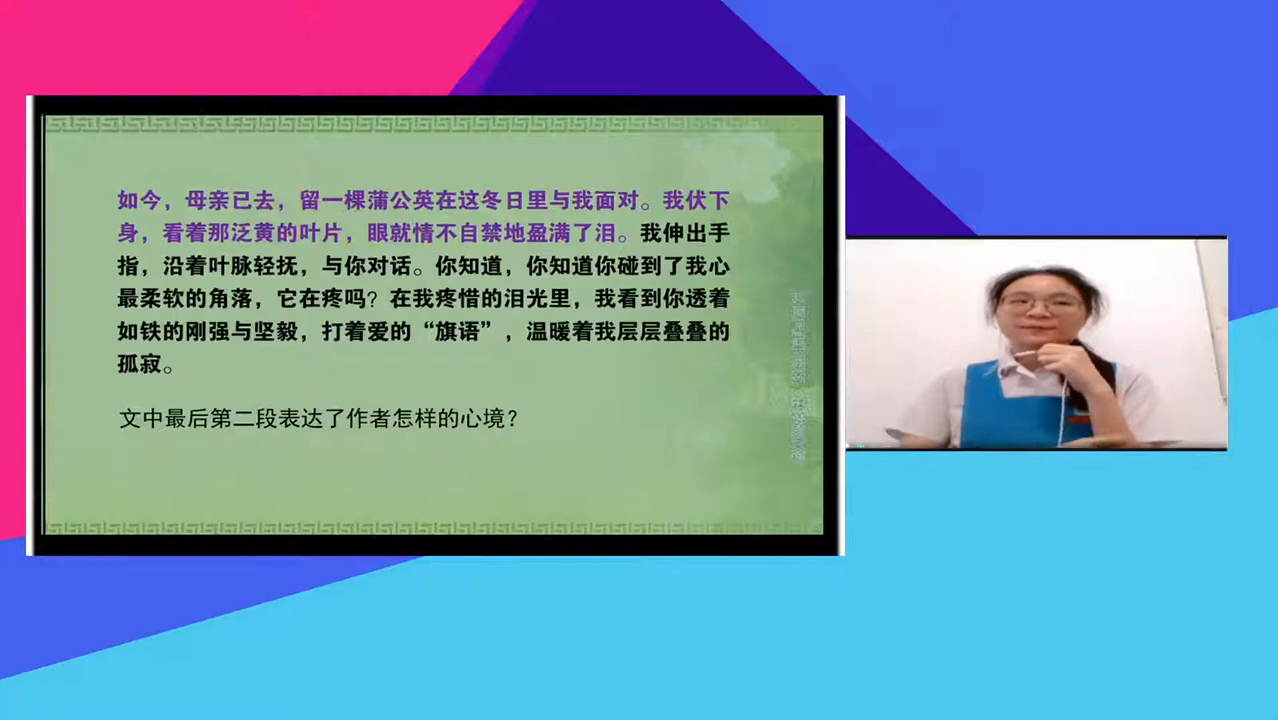 如今，母亲已去，留一棵蒲公英在这冬日里与我面对。我伏下
身，看着那泛黄的叶片，眼就情不自禁地盈满了泪。我伸出手
指，沿着叶脉轻抚，与你对话。你知道，你知道你碰到了我心
最柔软的角落，它在疼吗？在我疼惜的泪光里，我看到你透着
如铁的刚强与坚毅，打着爱的“旗语”，温暖着我层层叠叠的
孤寂。
文中最后第二段表达了作者怎样的心境？